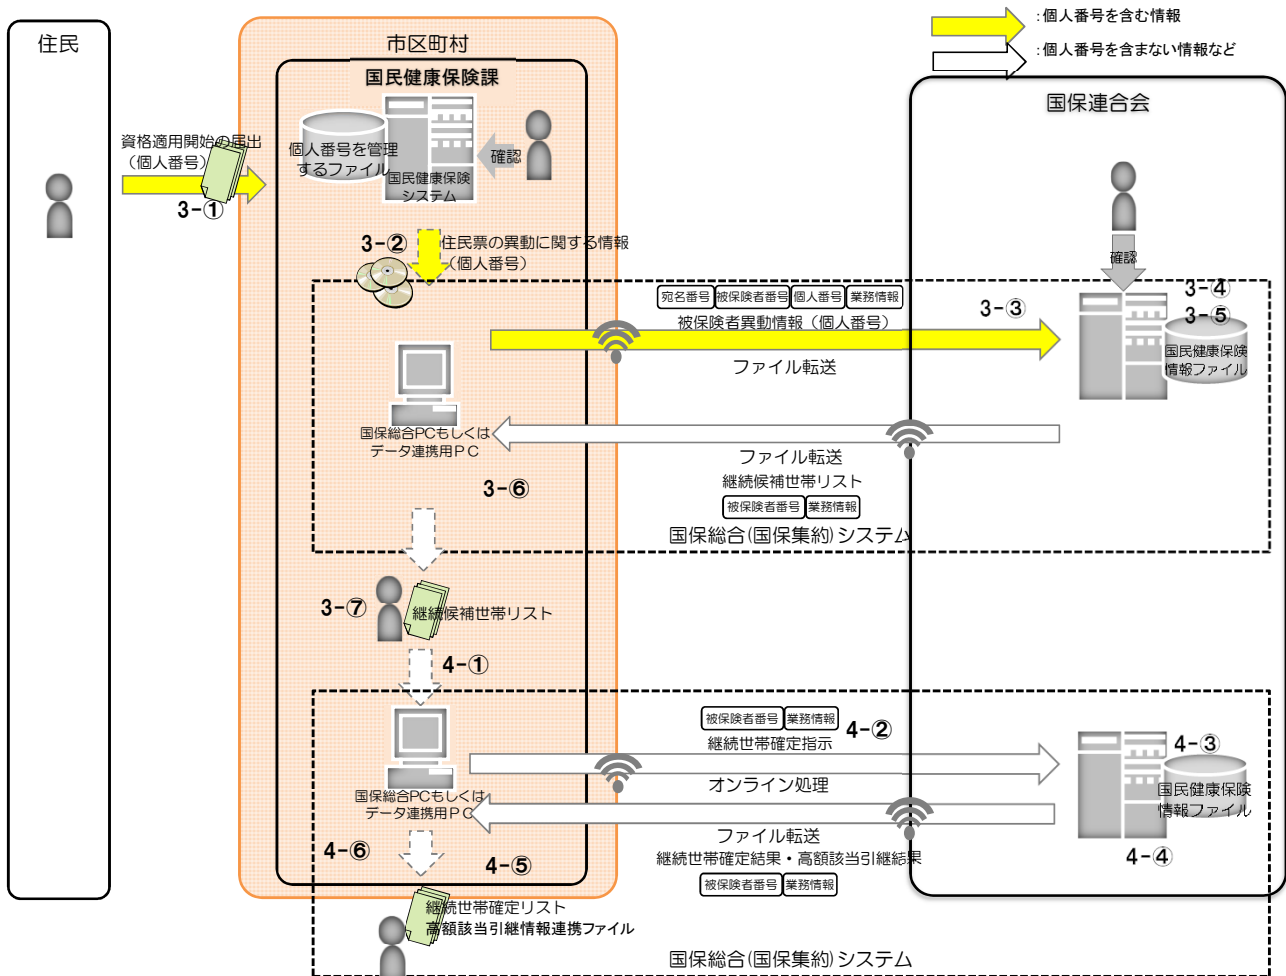 :個人番号を含む情報
:個人番号を含まない情報など
住民
市区町村
国民健康保険課
国保連合会
資格適用開始の届出
（個人番号）
3-①
個人番号を管理
するファイル
国民健康保険
システム
確認
確認
3-②
住民票の異動に関する情報
（個人番号）
宛名番号
被保険者番号
個人番号
業務情報
被保険者異動情報（個人番号）
3-③
ファイル転送
3-④
3-⑤
国民健康保険
情報ファイル
国保総合PCもしくは
データ連携用ＰＣ
ファイル転送
継続候補世帯リスト
被保険者番号
業務情報
3-⑥
国保総合(国保集約)システム
3-⑦
継続候補世帯リスト
4-①
被保険者番号
業務情報
4-②
継続世帯確定指示
オンライン処理
4-③
国民健康保険
情報ファイル
4-④
国保総合PCもしくは
データ連携用ＰＣ
ファイル転送
継続世帯確定結果・高額該当引継結果
被保険者番号
業務情報
4-⑥
4-⑤
継続世帯確定リスト
高額該当引継情報連携ファイル
国保総合(国保集約)システム